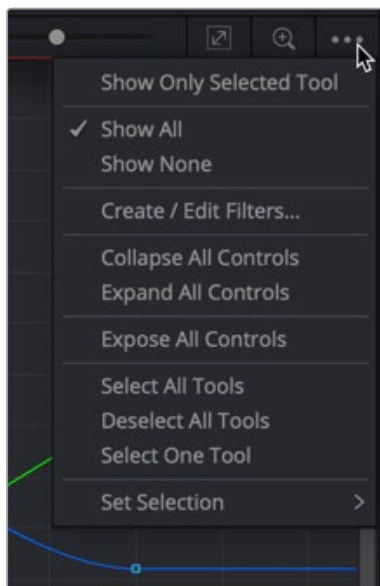 Show Only Selected Tool
Show All
Show None
Create / Edit Filters...
Collapse All Controls
Expand All Controls
Expose All Controls
Select All Tools
Deselect All Tools
Select One Tool
Set Selection